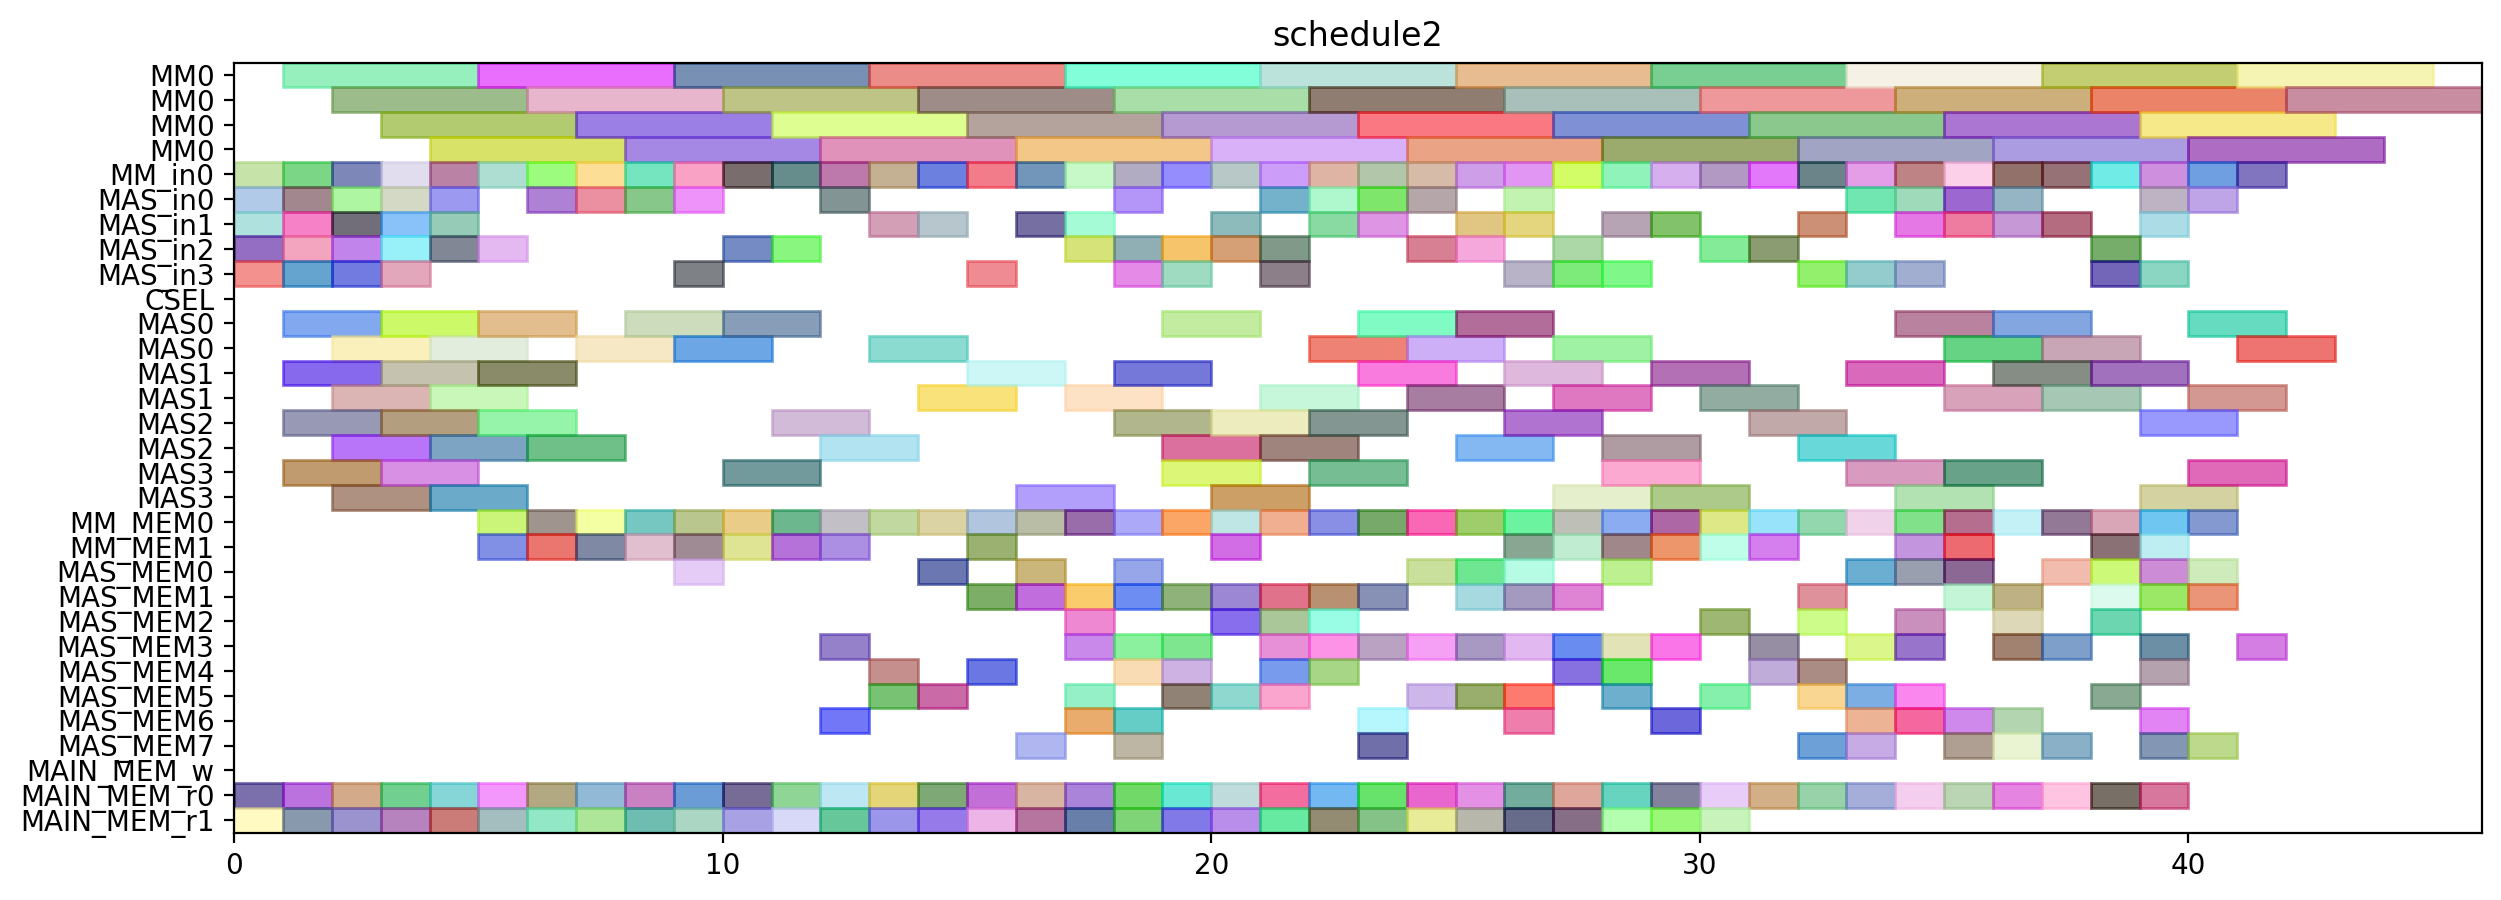 schedule2
MM0
MM0
MM0
MM0
MM_in0
MAS_in0
MAS_in1
MAS_in2
MAS_in3
CSEL
MAS0
MAS0
MAS1
MAS1
MAS2
MAS2
MAS3
MAS3
MM_MEM0
MM_MEM1
MAS_MEM0
MAS_MEM1
MAS_MEM2
MAS_MEM3
MAS_MEM4
MAS_MEM5
MAS_MEM6
MAS_MEM7
MAIN_MEM_w
MAIN_MEM_r0
MAIN_MEM_r1
0 10 20 30 40